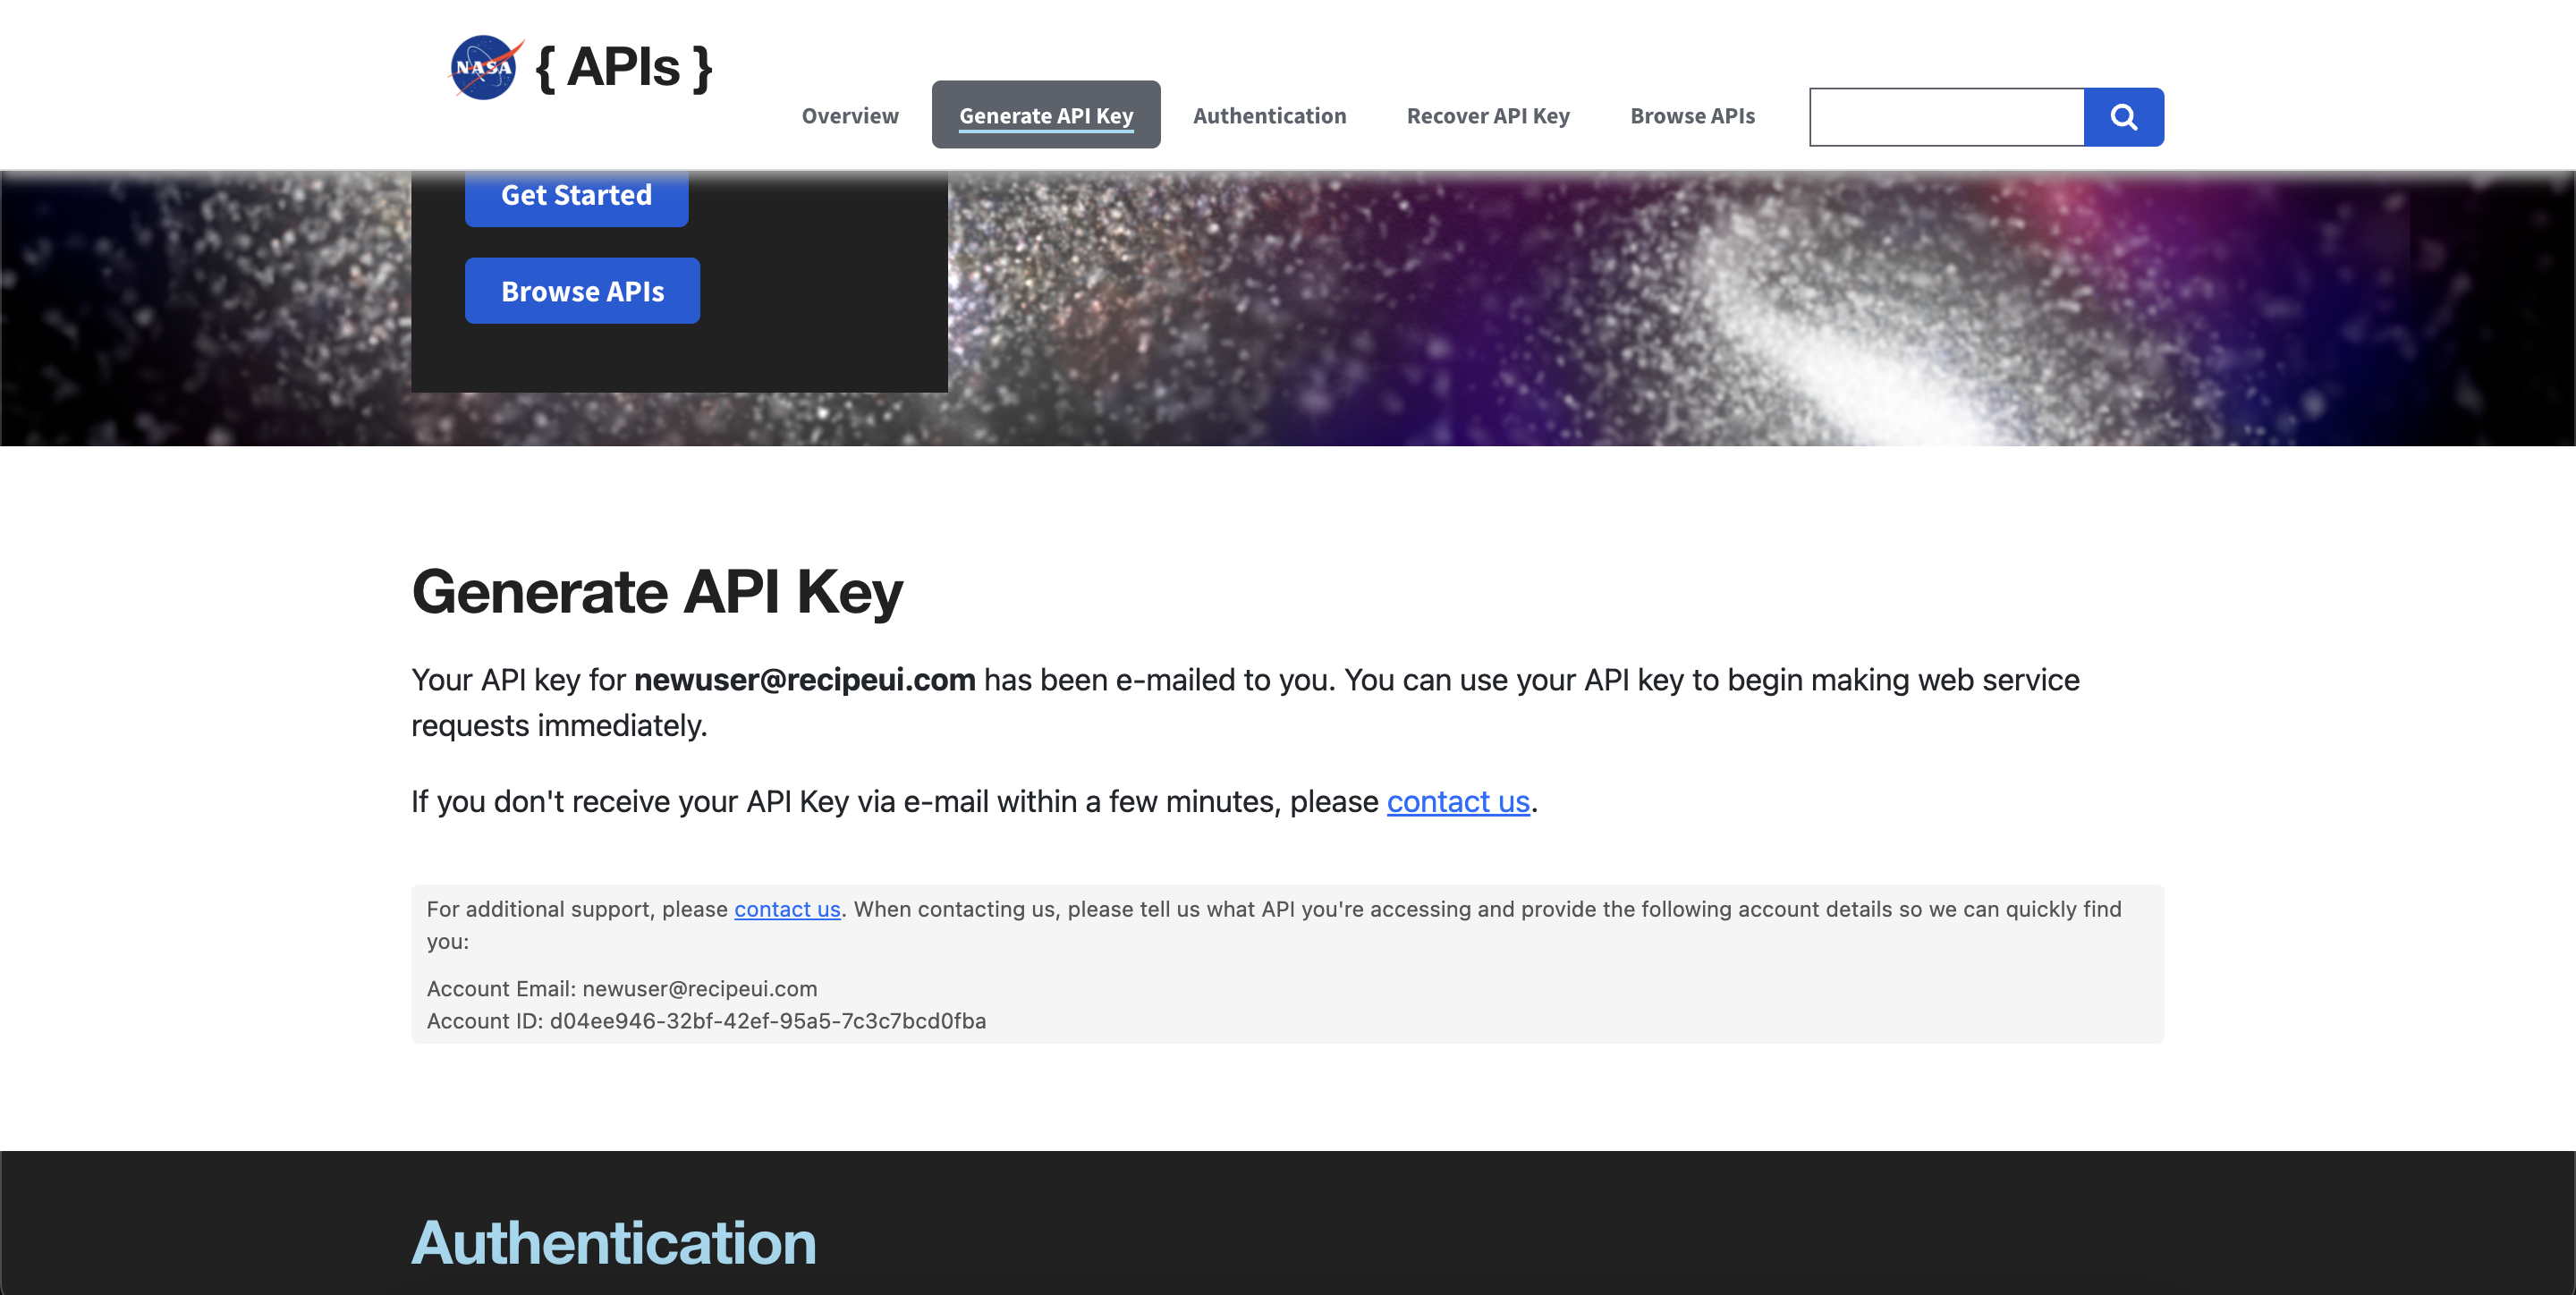 NASA { APIs }
Overview Generate API Key Authentication Recover API Key Browse APIs
Get Started
Browse APIs
Generate API Key
Your API key for newuser@recipeui.com has been e-mailed to you. You can use your API key to begin making web service
requests immediately.
If you don't receive your API Key via e-mail within a few minutes, please contact us.
For additional support, please contact us. When contacting us, please tell us what API you're accessing and provide the following account details so we can quickly find
you:
Account Email: newuser@recipeui.com
Account ID: d04ee946-32bf-42ef-95a5-7c3c7bcd0fba
Authentication